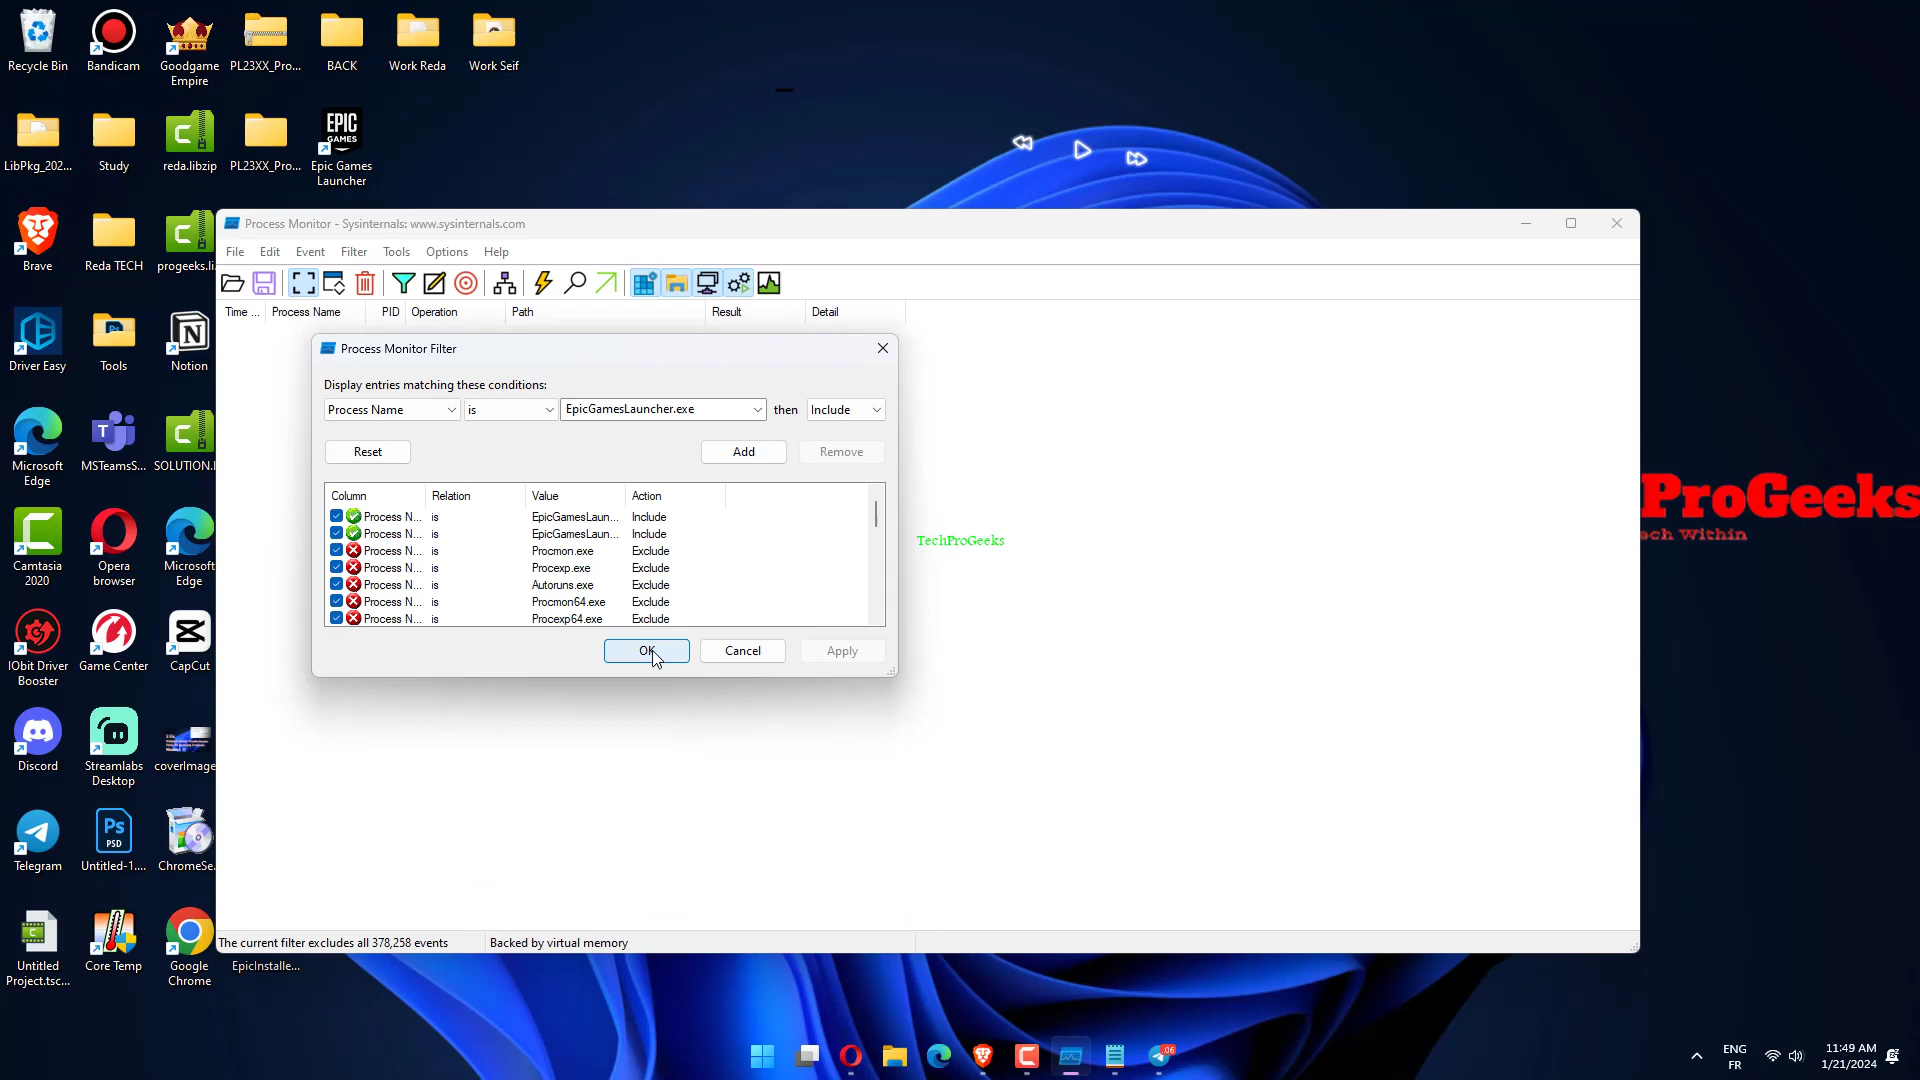 Recycle Bin
Bandicam
Goodgame
Empire
PL23XX_Pro...
BACK
Work Reda
Work Seif
LibPkg_202...
Study
reda.libzip
PL23XX_Pro...
EPIC
GAMES
Epic Games
Launcher
Brave
Reda TECH
progeeks.li
Driver Easy
Tools
Notion
Microsoft
Edge
MSTeamsS...
SOLUTION.l
Camtasia
2020
Opera
browser
Microsoft
Edge
IObit Driver
Booster
Game Center
CapCut
Discord
Streamlabs
Desktop
coverImage
Telegram
Ps
PSD
Untitled-1....
ChromeSe.
Untitled
Project.tsc...
Core Temp
Google
Chrome
EpicInstalle...
Process Monitor - Sysinternals: www.sysinternals.com
File Edit Event Filter Tools Options Help
Time ... Process Name PID Operation Path Result Detail
Process Monitor Filter
Display entries matching these conditions:
Process Name is EpicGamesLauncher.exe then Include
Reset Add Remove
Column Relation Value Action
Process N... is EpicGamesLaun... Include
Process N... is EpicGamesLaun... Include
Process N... is Procmon.exe Exclude
Process N... is Procexp.exe Exclude
Process N... is Autoruns.exe Exclude
Process N... is Procmon64.exe Exclude
Process N... is Procexp64.exe Exclude
OK Cancel Apply
TechProGeeks
ProGeeks
ech Within
The current filter excludes all 378,258 events Backed by virtual memory
.06
ENG
FR
11:49 AM
1/21/2024